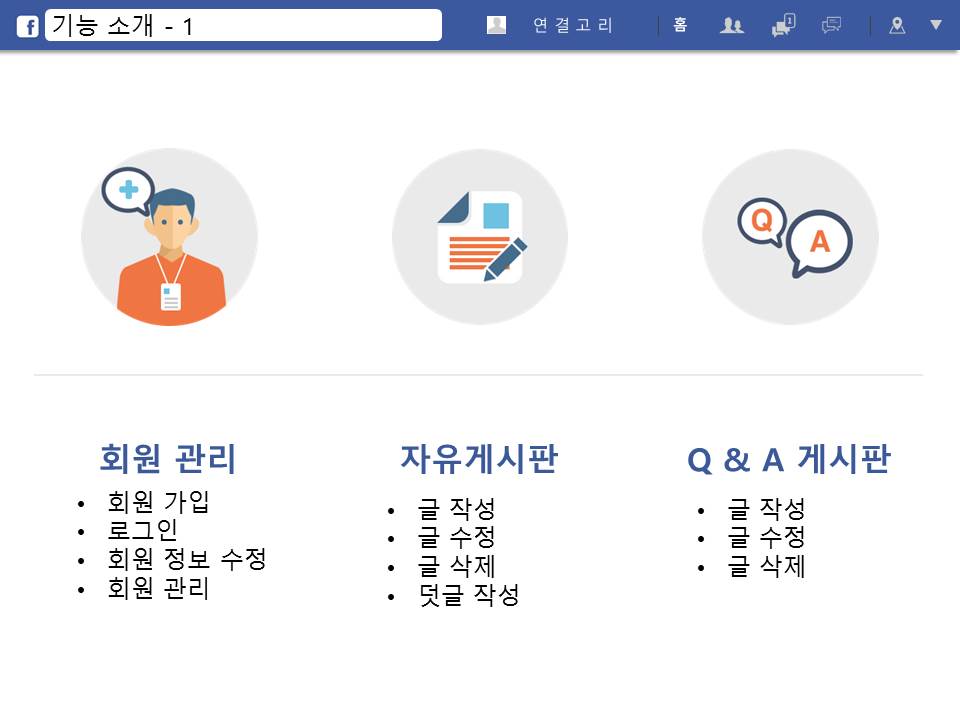 f
기능 소개 - 1
연결고리
홈
1
Q
A
회원 관리
• 회원 가입
• 로그인
• 회원 정보 수정
• 회원 관리
자유게시판
• 글 작성
• 글 수정
• 글 삭제
• 덧글 작성
Q & A 게시판
• 글 작성
• 글 수정
• 글 삭제